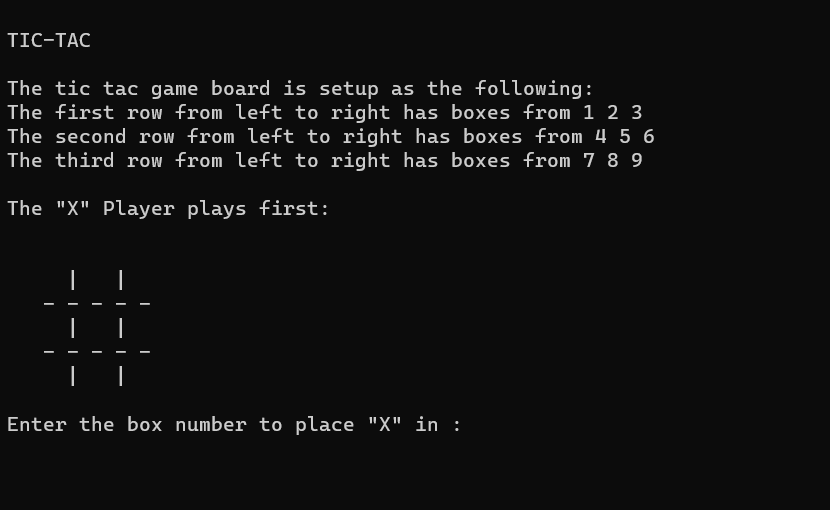 TIC-TAC
The tic tac game board is setup as the following:
The first row from left to right has boxes from 1 2 3
The second row from left to right has boxes from 4 5 6
The third row from left to right has boxes from 7 8 9
The "X" Player plays first:
|   |
- - - - -
|   |
- - - - -
|   |
Enter the box number to place "X" in :